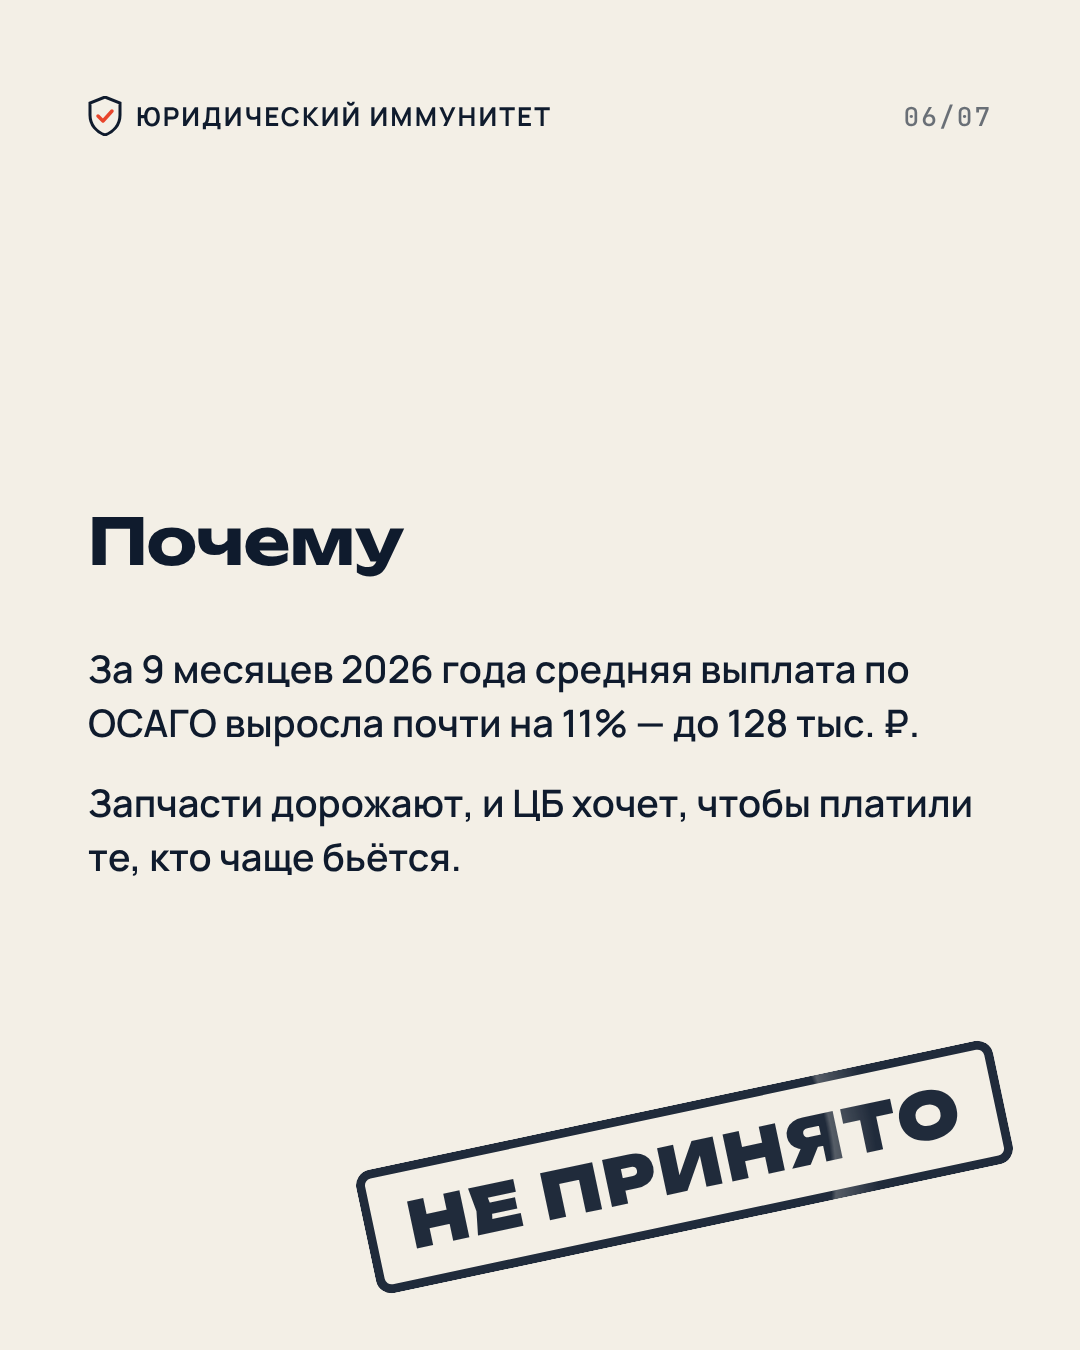 ЮРИДИЧЕСКИЙ ИММУНИТЕТ
06/07
Почему
За 9 месяцев 2026 года средняя выплата по
ОСАГО выросла почти на 11% — до 128 тыс. ₽.
Запчасти дорожают, и ЦБ хочет, чтобы платили
те, кто чаще бьётся.
НЕ ПРИНЯТО